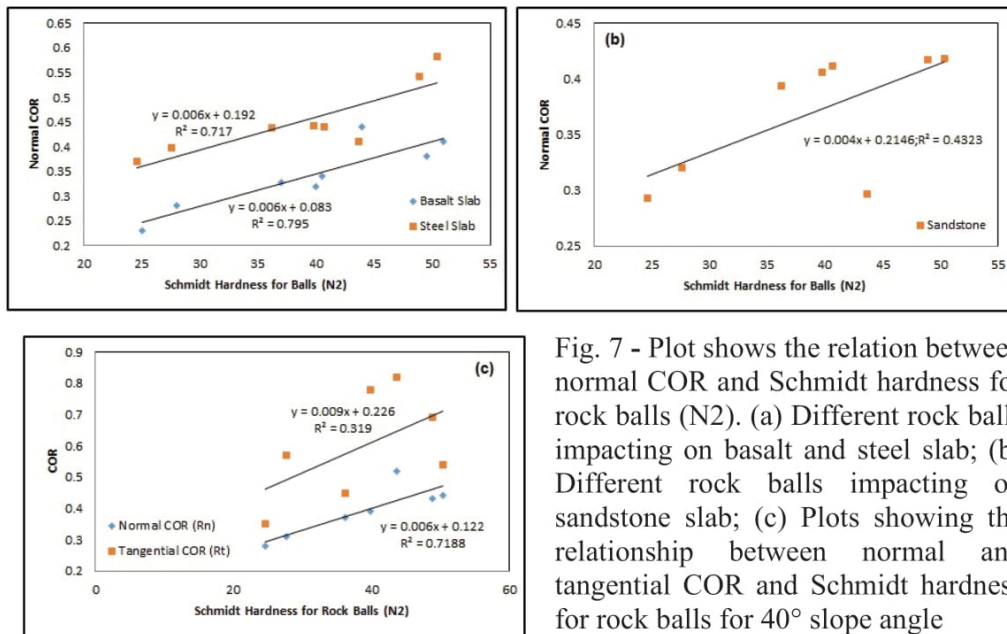 0.65
0.6
0.55
0.5
0.45
0.4
0.35
0.3
0.25
0.2
Normal COR
y = 0.006x + 0.192
R² = 0.717
y = 0.006x + 0.083
R² = 0.795
Basalt Slab
Steel Slab
20 25 30 35 40 45 50 55
Schmidt Hardness for Balls (N2)
(b)
0.4
0.35
0.3
0.25
Normal COR
y = 0.004x + 0.2146;R² = 0.4323
Sandstone
20 25 30 35 40 45 50 55
Schmidt Hardness for Balls (N2)
(c)
0.9
0.8
0.7
0.6
0.5
0.4
0.3
0.2
COR
y = 0.009x + 0.226
R² = 0.319
Normal COR (Rn)
Tangential COR (Rt)
y = 0.006x + 0.122
R² = 0.7188
0 20 40 60
Schmidt Hardness for Rock Balls (N2)
Fig. 7 - Plot shows the relation between
normal COR and Schmidt hardness fo
rock balls (N2). (a) Different rock ball
impacting on basalt and steel slab; (b
Different rock balls impacting o
sandstone slab; (c) Plots showing th
relationship between normal an
tangential COR and Schmidt hardnes
for rock balls for 40° slope angle